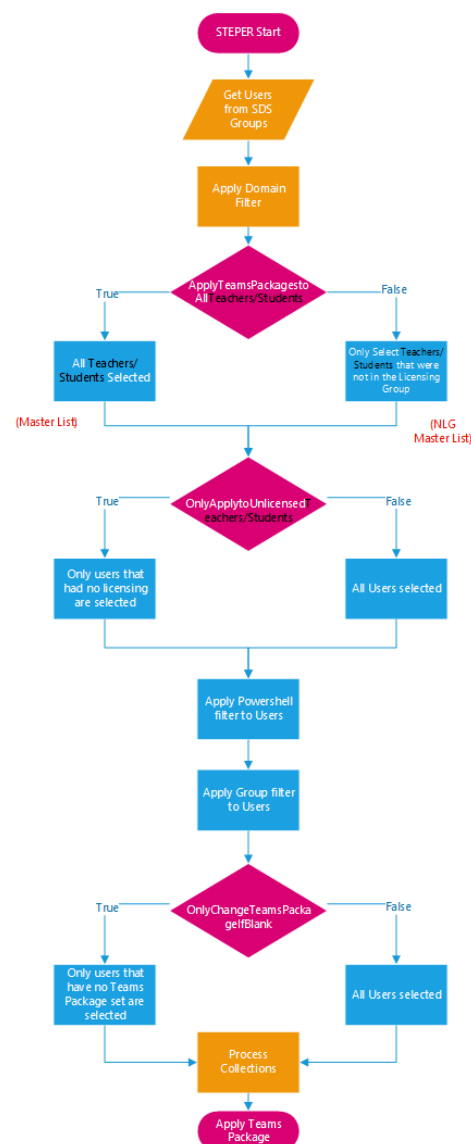 STEPER Start
Get Users
from SDS
Groups
Apply Domain
Filter
ApplyTeamsPackagesto
AllTeachers/Students
True
False
All Teachers/
Students Selected
Only Select Teachers/
Students that were
not in the Licensing
Group
(Master List)
(NLG
Master List)
OnlyApplytoUnlicensedT
eachers/Students
True
False
Only users that
had no licensing
are selected
All Users selected
Apply Powershell
filter to Users
Apply Group filter
to Users
OnlyChangeTeamsPacka
geIfBlank
True
False
Only users that
have no Teams
Package set are
selected
All Users selected
Process
Collections
Apply Teams
Package